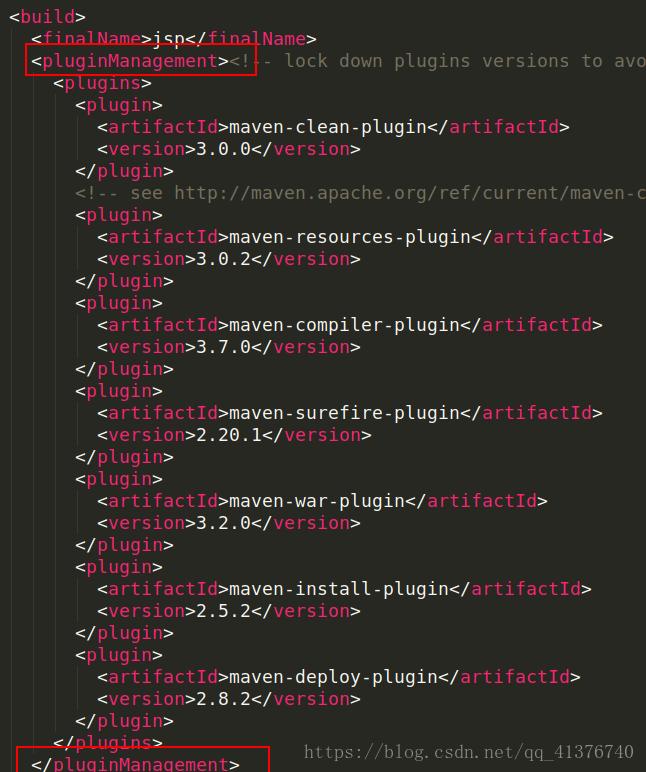 <build>
<finalName>jsp</finalName>
<pluginManagement><!-- lock down plugins versions to avo
<plugins>
<plugin>
<artifactId>maven-clean-plugin</artifactId>
<version>3.0.0</version>
</plugin>
<!-- see http://maven.apache.org/ref/current/maven-c
<plugin>
<artifactId>maven-resources-plugin</artifactId>
<version>3.0.2</version>
</plugin>
<plugin>
<artifactId>maven-compiler-plugin</artifactId>
<version>3.7.0</version>
</plugin>
<plugin>
<artifactId>maven-surefire-plugin</artifactId>
<version>2.20.1</version>
</plugin>
<plugin>
<artifactId>maven-war-plugin</artifactId>
<version>3.2.0</version>
</plugin>
<plugin>
<artifactId>maven-install-plugin</artifactId>
<version>2.5.2</version>
</plugin>
<plugin>
<artifactId>maven-deploy-plugin</artifactId>
<version>2.8.2</version>
</plugin>
</plugins>
</pluginManagement>
https://blog.csdn.net/qq_41376740